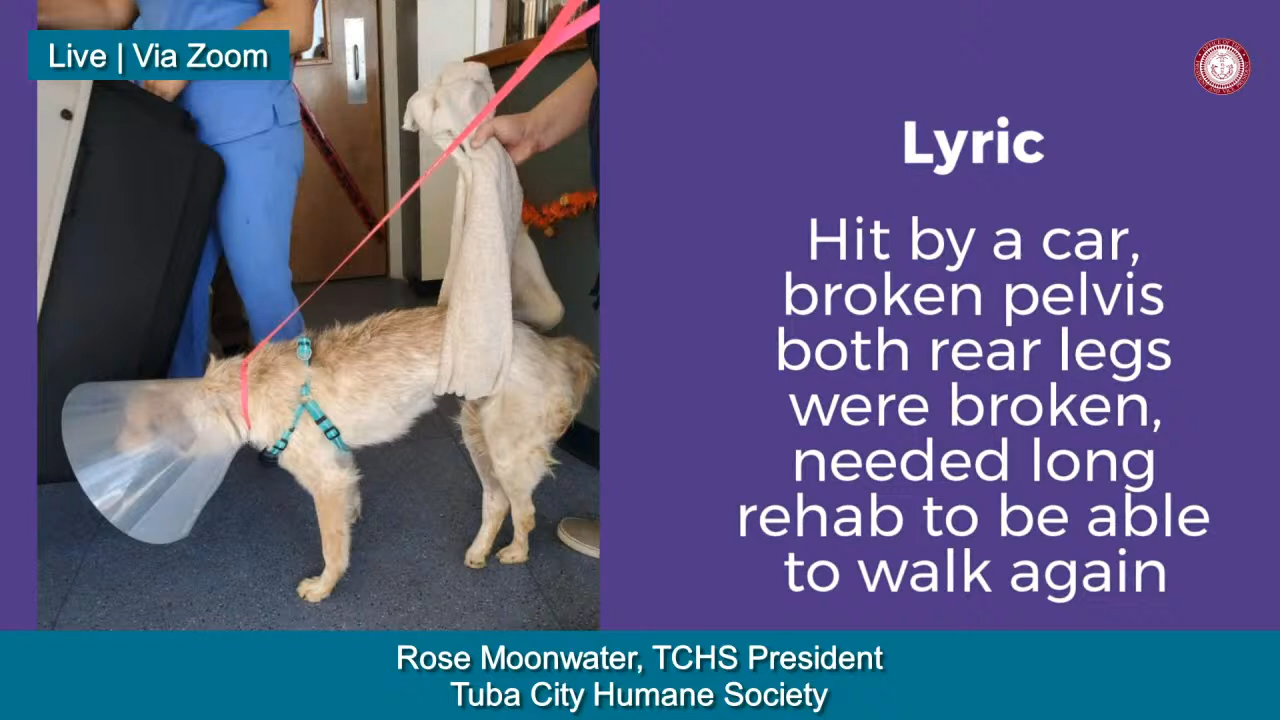 Live | Via Zoom
Lyric
Hit by a car,
broken pelvis
both rear legs
were broken,
needed long
rehab to be able
to walk again
Rose Moonwater, TCHS President
Tuba City Humane Society